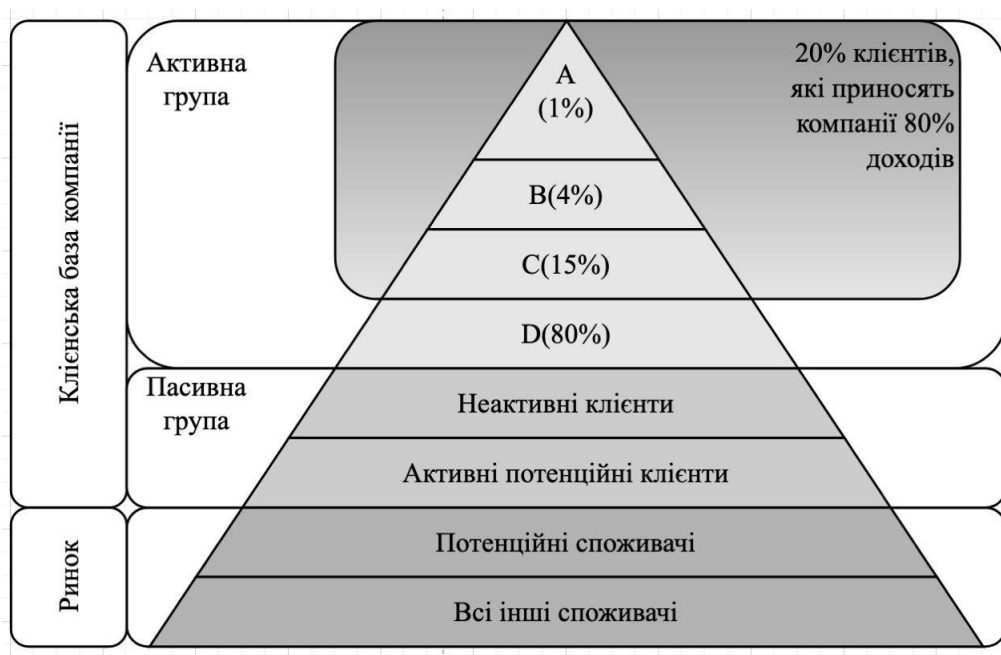 Клієнська база компанії
Ринок
Активна
група
Пасивна
група
20% клієнтів,
які приносять
компанії 80%
доходів
A
(1%)
B(4%)
C(15%)
D(80%)
Неактивні клієнти
Активні потенційні клієнти
Потенційні споживачі
Всі інші споживачі